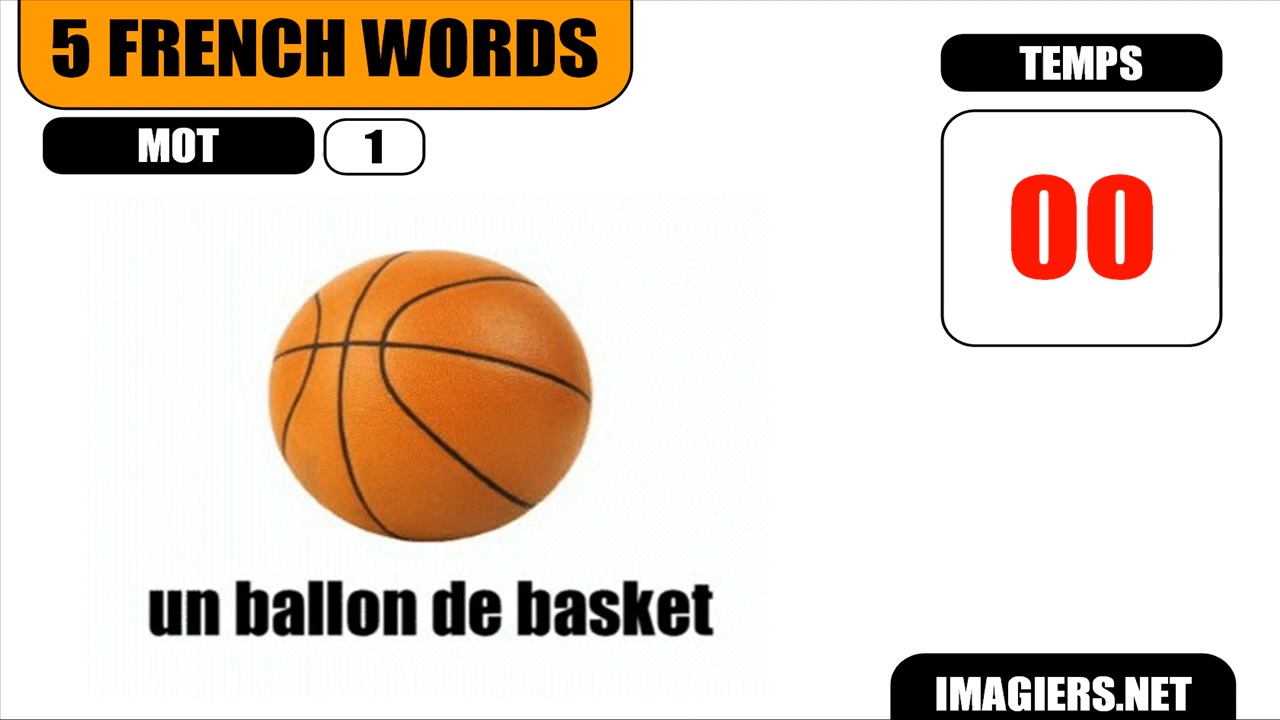 5 FRENCH WORDS
TEMPS
MOT 1
00
un ballon de basket
IMAGIERS.NET